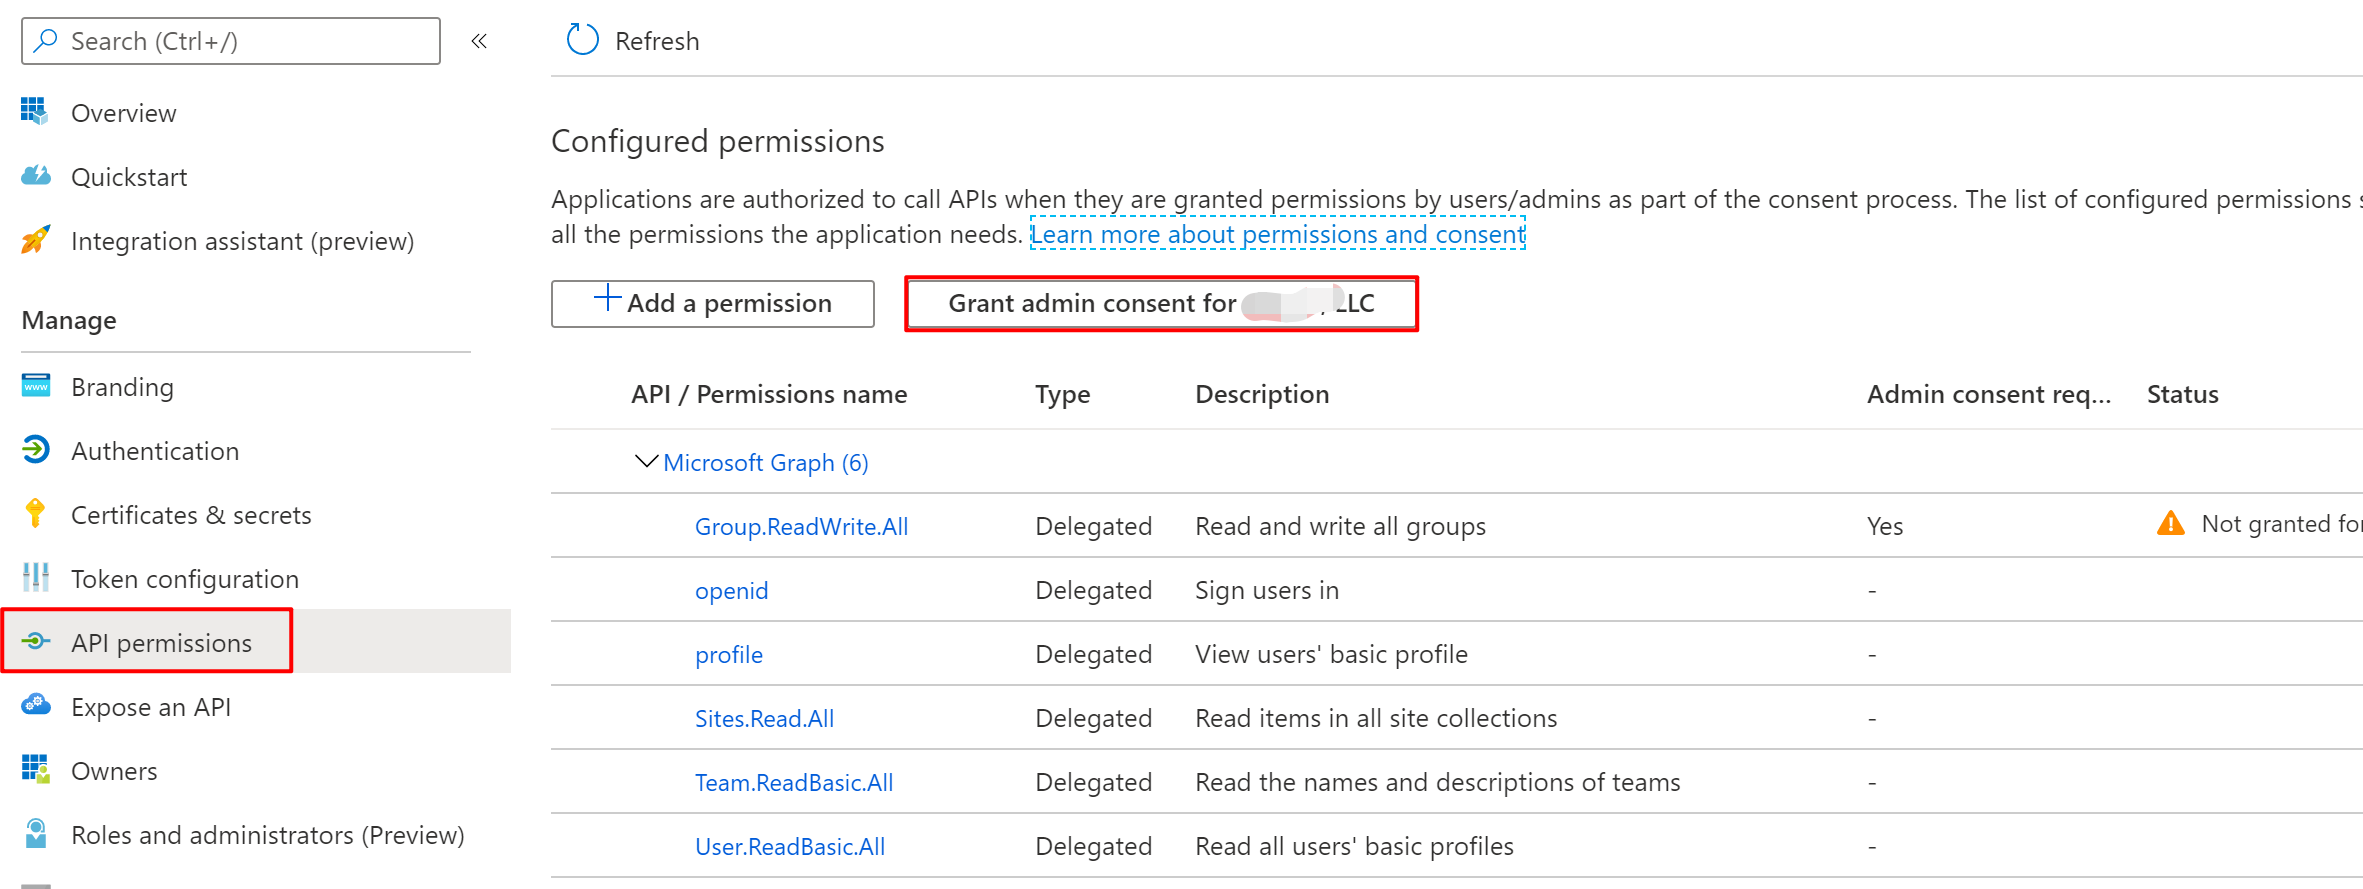 Search (Ctrl+/)
«
Overview
Quickstart
Integration assistant (preview)
Manage
Branding
Authentication
Certificates & secrets
Token configuration
API permissions
Expose an API
Owners
Roles and administrators (Preview)
Refresh
Configured permissions
Applications are authorized to call APIs when they are granted permissions by users/admins as part of the consent process. The list of configured permissions
all the permissions the application needs. Learn more about permissions and consent
Add a permission
Grant admin consent for , LLC
API / Permissions name Type Description Admin consent req... Status
Microsoft Graph (6)
Group.ReadWrite.All Delegated Read and write all groups Yes Not granted for
openid Delegated Sign users in -
profile Delegated View users' basic profile -
Sites.Read.All Delegated Read items in all site collections -
Team.ReadBasic.All Delegated Read the names and descriptions of teams -
User.ReadBasic.All Delegated Read all users' basic profiles -